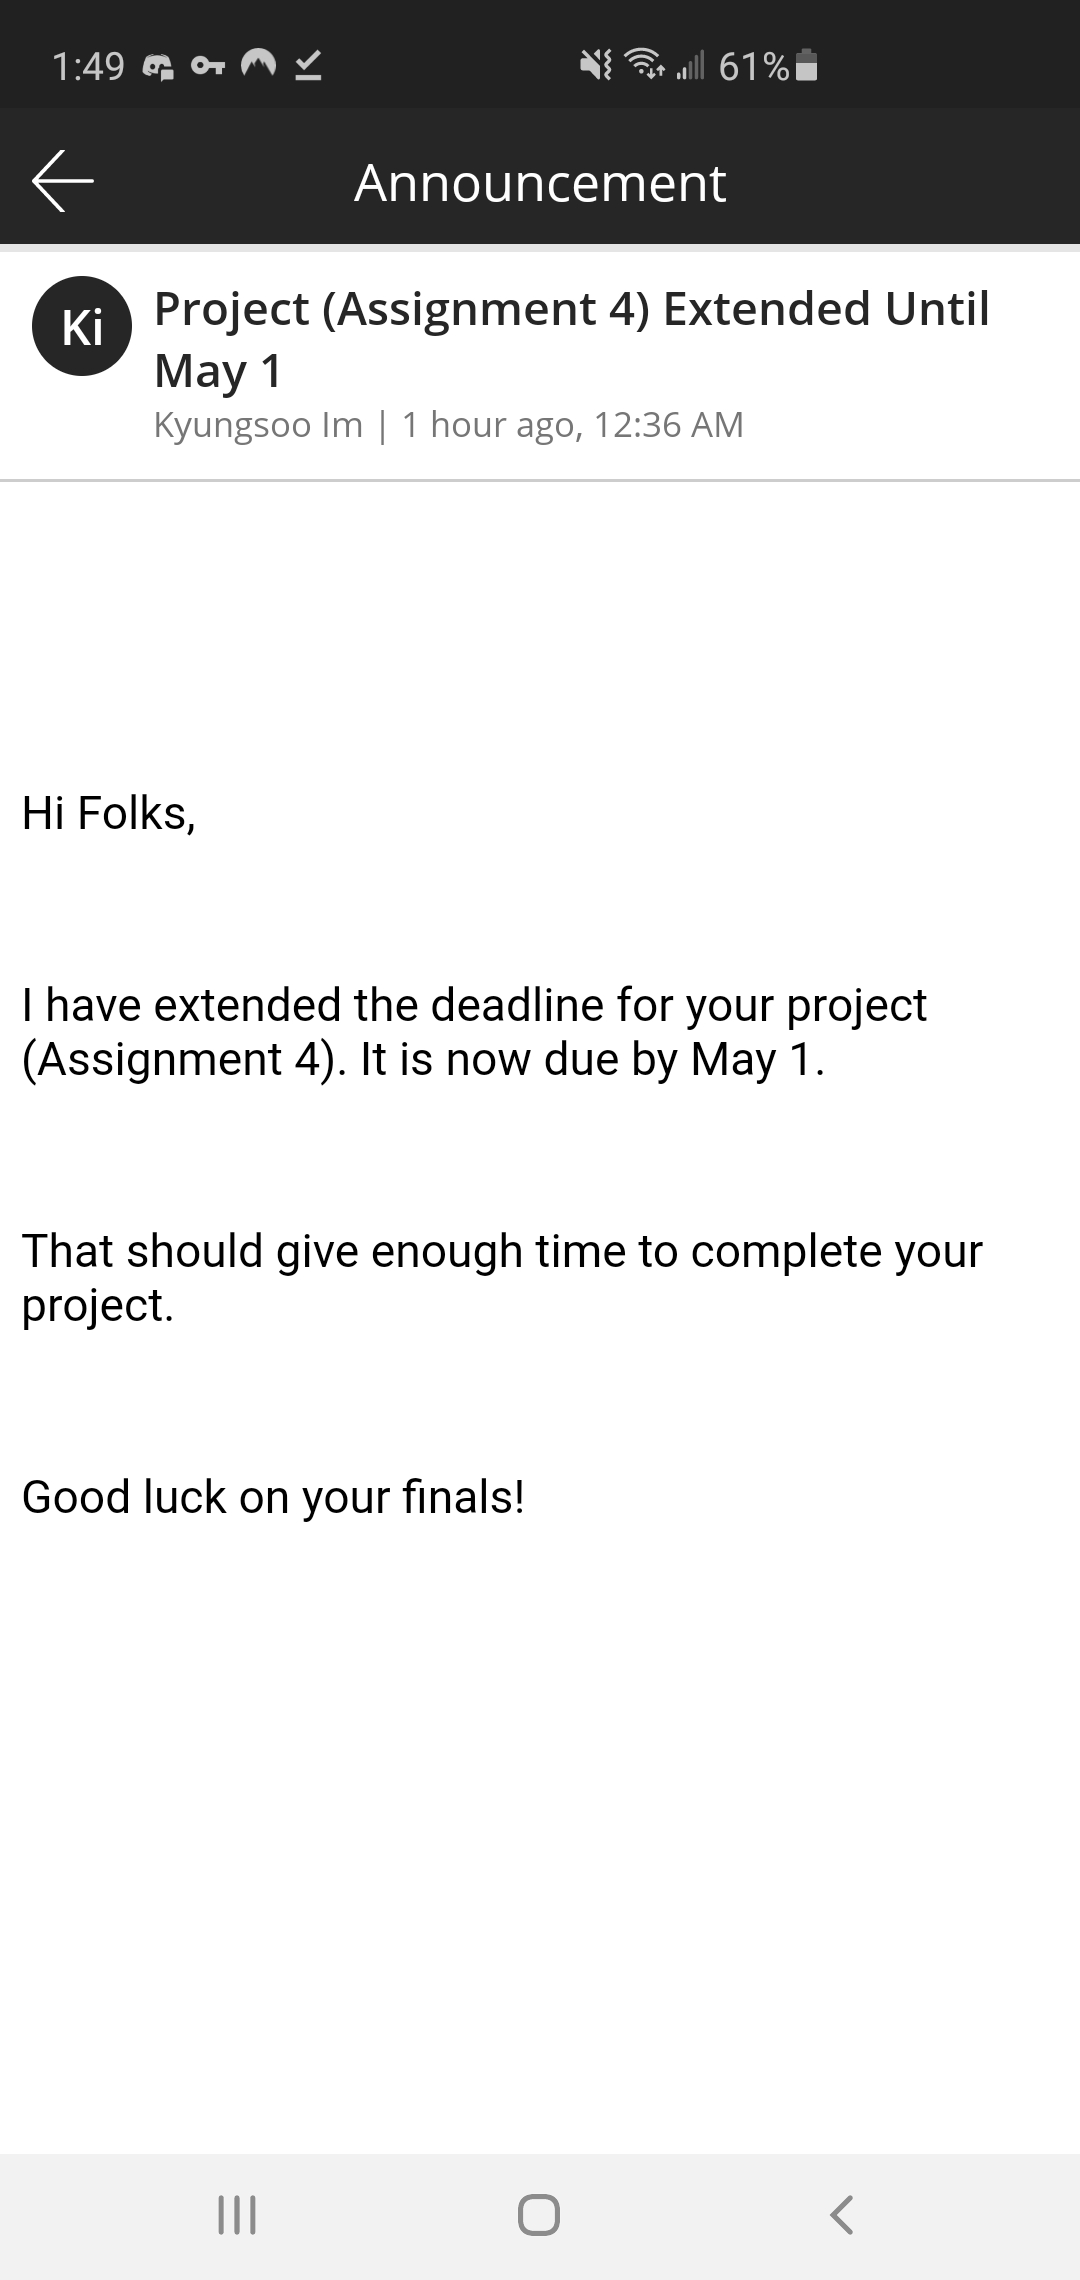 1:49 61%
Announcement
Ki
Project (Assignment 4) Extended Until
May 1
Kyungsoo Im | 1 hour ago, 12:36 AM
Hi Folks,
I have extended the deadline for your project
(Assignment 4). It is now due by May 1.
That should give enough time to complete your
project.
Good luck on your finals!